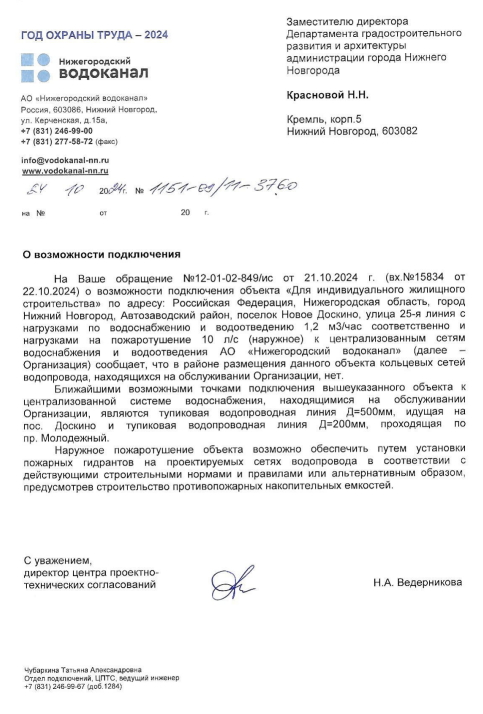 ГОД ОХРАНЫ ТРУДА – 2024
Нижегородский
ВОДОКАНАЛ
АО «Нижегородский водоканал»
Россия, 603086, Нижний Новгород,
ул. Керченская, д.15а,
+7 (831) 246-99-00
+7 (831) 277-58-72 (факс)
info@vodokanal-nn.ru
www.vodokanal-nn.ru
24 10 2024г. № 1151-09/11-3760
на № от 20 г.
Заместителю директора
Департамента градостроительного
развития и архитектуры
администрации города Нижнего
Новгорода
Красновой Н.Н.
Кремль, корп.5
Нижний Новгород, 603082
О возможности подключения
На Ваше обращение №12-01-02-849/ис от 21.10.2024 г. (вх.№15834 от
22.10.2024) о возможности подключения объекта «Для индивидуального жилищного
строительства» по адресу: Российская Федерация, Нижегородская область, город
Нижний Новгород, Автозаводский район, поселок Новое Доскино, улица 25-я линия с
нагрузками по водоснабжению и водоотведению 1,2 м3/час соответственно и
нагрузками на пожаротушение 10 л/с (наружное) к централизованным сетям
водоснабжения и водоотведения АО «Нижегородский водоканал» (далее –
Организация) сообщает, что в районе размещения данного объекта кольцевых сетей
водопровода, находящихся на обслуживании Организации, нет.
Ближайшими возможными точками подключения вышеуказанного объекта к
централизованной системе водоснабжения, находящимися на обслуживании
Организации, являются тупиковая водопроводная линия Д=500мм, идущая на
пос. Доскино и тупиковая водопроводная линия Д=200мм, проходящая по
пр. Молодежный.
Наружное пожаротушение объекта возможно обеспечить путем установки
пожарных гидрантов на проектируемых сетях водопровода в соответствии с
действующими строительными нормами и правилами или альтернативным образом,
предусмотрев строительство противопожарных накопительных емкостей.
С уважением,
директор центра проектно-
технических согласований
Н.А. Ведерникова
Чубаркина Татьяна Александровна
Отдел подключений, ЦПТС, ведущий инженер
+7 (831) 246-99-67 (доб.1284)